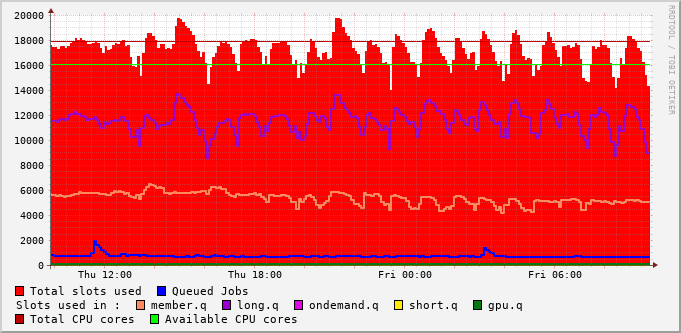 20000
18000
16000
14000
12000
10000
8000
6000
4000
2000
0
Thu 12:00 Thu 18:00 Fri 00:00 Fri 06:00
RRDTOOL / TOBI OETIKER
Total slots used Queued Jobs
Slots used in : member.q long.q ondemand.q short.q gpu.q
Total CPU cores Available CPU cores